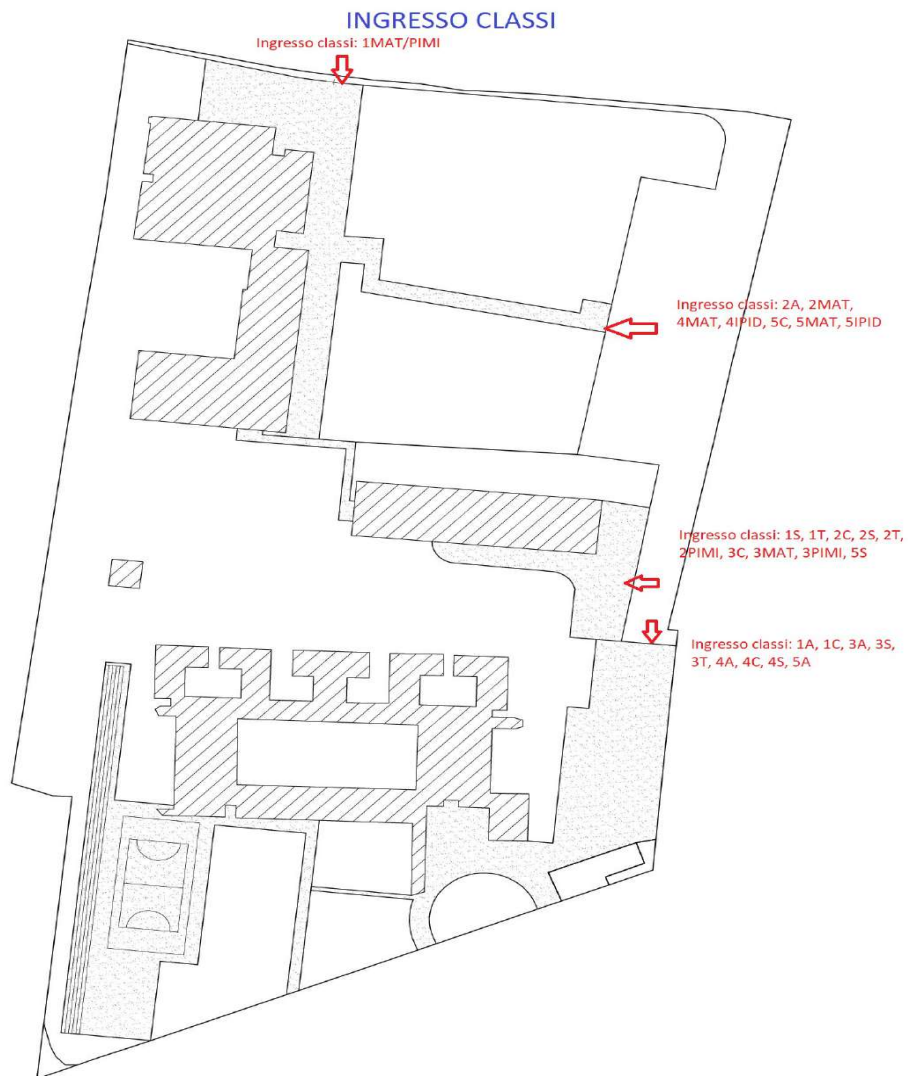 INGRESSO CLASSI
Ingresso classi: 1MAT/PIMI
Ingresso classi: 2A, 2MAT,
4MAT, 4IPID, 5C, 5MAT, 5IPID
Ingresso classi: 1S, 1T, 2C, 2S, 2T,
2PIMI, 3C, 3MAT, 3PIMI, 5S
Ingresso classi: 1A, 1C, 3A, 3S,
3T, 4A, 4C, 4S, 5A